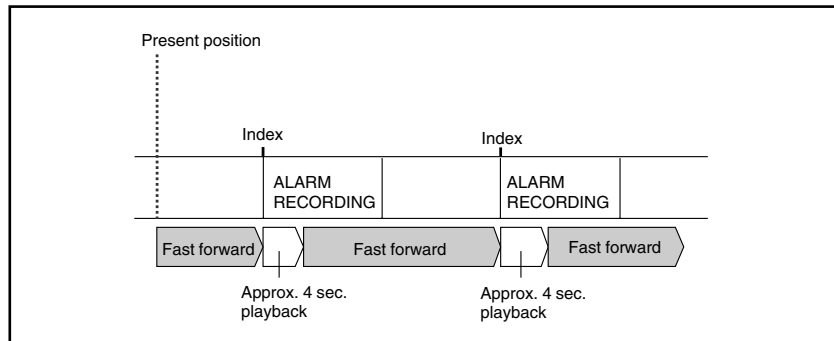 Present position
Index
Index
ALARM
RECORDING
ALARM
RECORDING
Fast forward
Fast forward
Fast forward
Approx. 4 sec.
playback
Approx. 4 sec.
playback